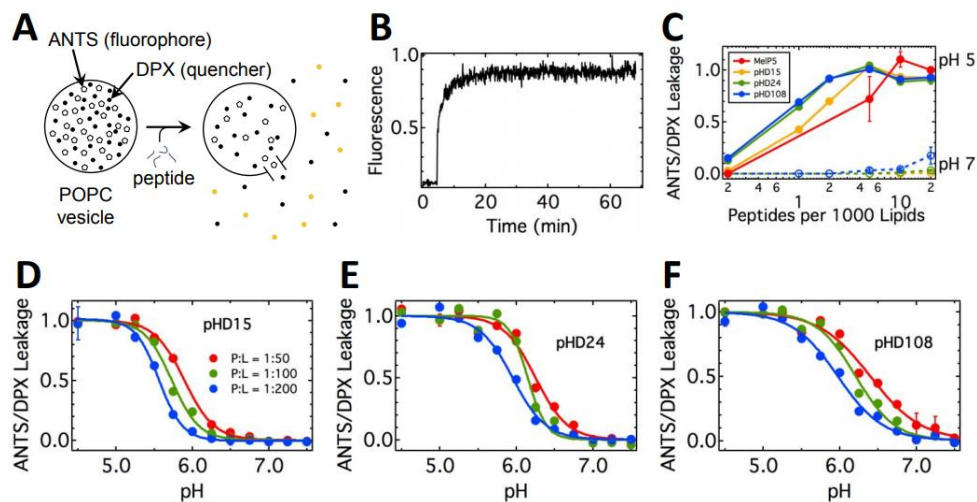 A
ANTS (fluorophore)
DPX (quencher)
peptide
POPC
vesicle
B
Fluorescence
1.0
0.5
0 20 40 60
Time (min)
C
ANTS/DPX Leakage
1.0
0.5
0.0
MelP5
pHD15
pHD24
pHD108
pH 5
pH 7
2 4 6 1 2 4 6 10 2
Peptides per 1000 Lipids
D
ANTS/DPX Leakage
1.0
0.5
0.0
pHD15
P:L = 1:50
P:L = 1:100
P:L = 1:200
5.0 6.0 7.0
pH
E
ANTS/DPX Leakage
1.0
0.5
0.0
pHD24
5.0 6.0 7.0
pH
F
ANTS/DPX Leakage
1.0
0.5
0.0
pHD108
5.0 6.0 7.0
pH